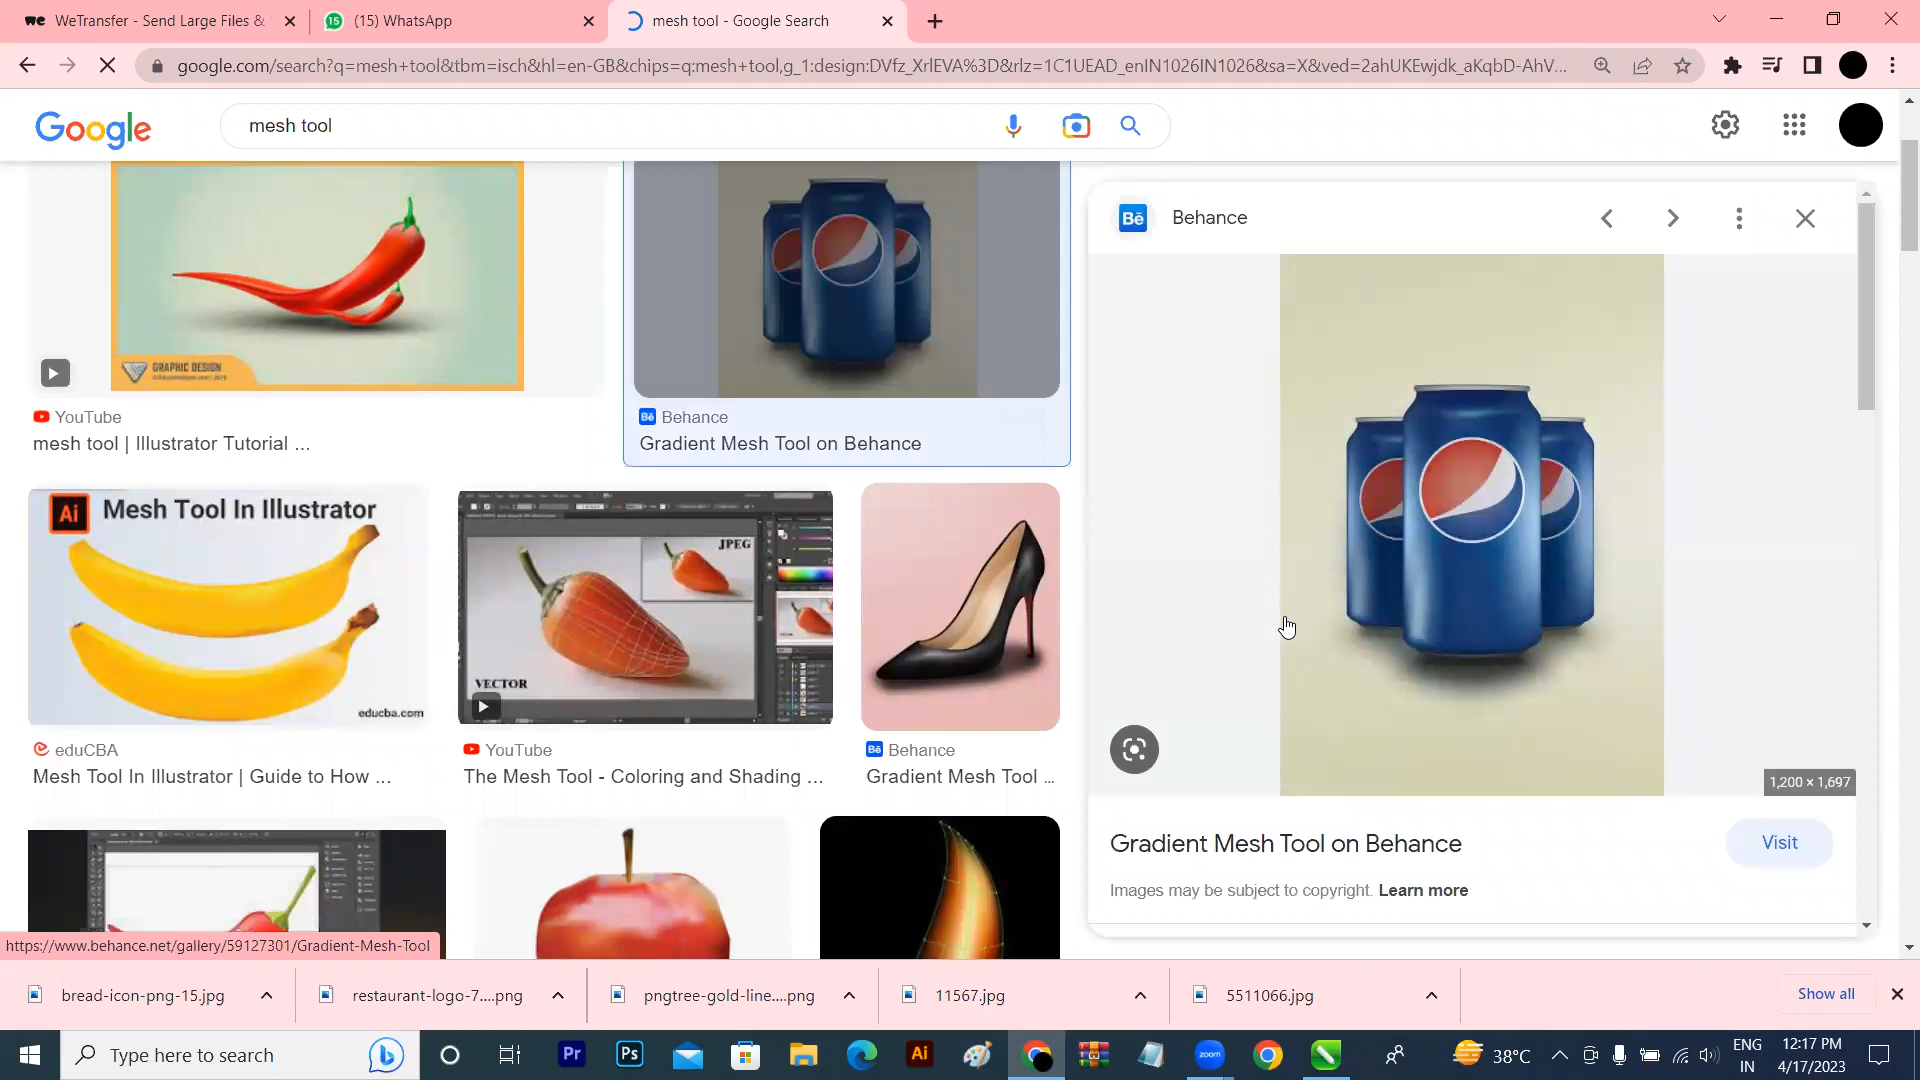 WeTransfer - Send Large Files &
(15) WhatsApp
mesh tool - Google Search
google.com/search?q=mesh+tool&tbm=isch&hl=en-GB&chips=q:mesh+tool,g_1:design:DVfz_XrlEVA%3D&rlz=1C1UEAD_enIN1026IN1026&sa=X&ved=2ahUKEwjdk_aKqbD-AhV...
Google
mesh tool
Behance
GRAPHIC DESIGN
YouTube
mesh tool | Illustrator Tutorial ...
Behance
Gradient Mesh Tool on Behance
Ai
Mesh Tool In Illustrator
educba.com
JPEG
VECTOR
eduCBA
Mesh Tool In Illustrator | Guide to How ...
YouTube
The Mesh Tool - Coloring and Shading ...
Behance
Gradient Mesh Tool ...
1,200 × 1,697
Gradient Mesh Tool on Behance
Visit
Images may be subject to copyright. Learn more
https://www.behance.net/gallery/59127301/Gradient-Mesh-Tool
bread-icon-png-15.jpg
restaurant-logo-7....png
pngtree-gold-line....png
11567.jpg
5511066.jpg
Show all
Type here to search
Pr
Ps
Ai
zoom
38°C
ENG
IN
12:17 PM
4/17/2023